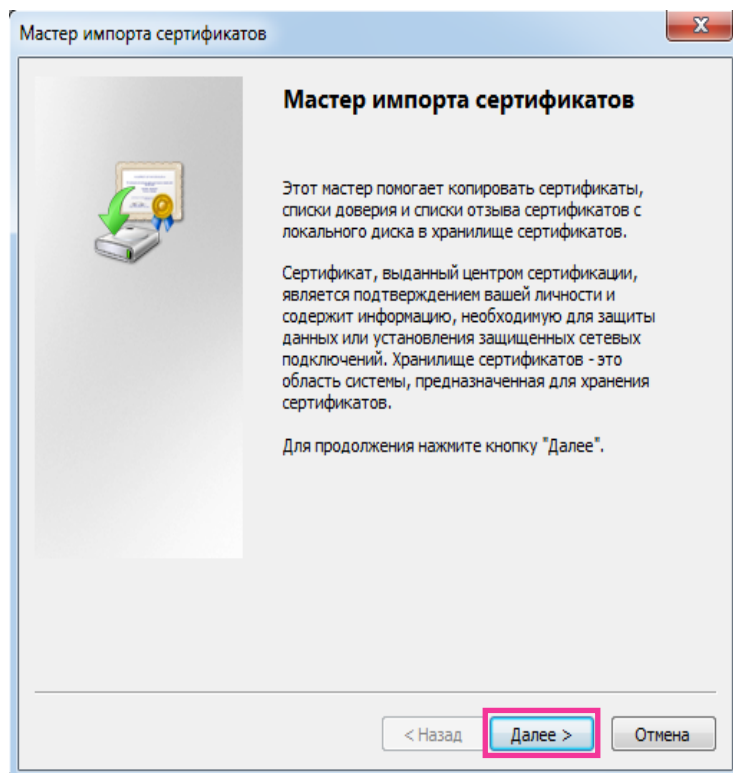 Мастер импорта сертификатов
X
Мастер импорта сертификатов
Этот мастер помогает копировать сертификаты,
списки доверия и списки отзыва сертификатов с
локального диска в хранилище сертификатов.
Сертификат, выданный центром сертификации,
является подтверждением вашей личности и
содержит информацию, необходимую для защиты
данных или установления защищенных сетевых
подключений. Хранилище сертификатов - это
область системы, предназначенная для хранения
сертификатов.
Для продолжения нажмите кнопку "Далее".
< Назад Далее > Отмена